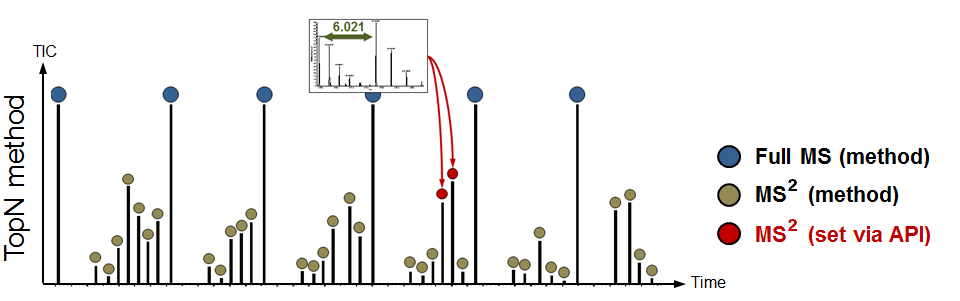 6.021
TIC
TopN method
Full MS (method)
MS2 (method)
MS2 (set via API)
Time